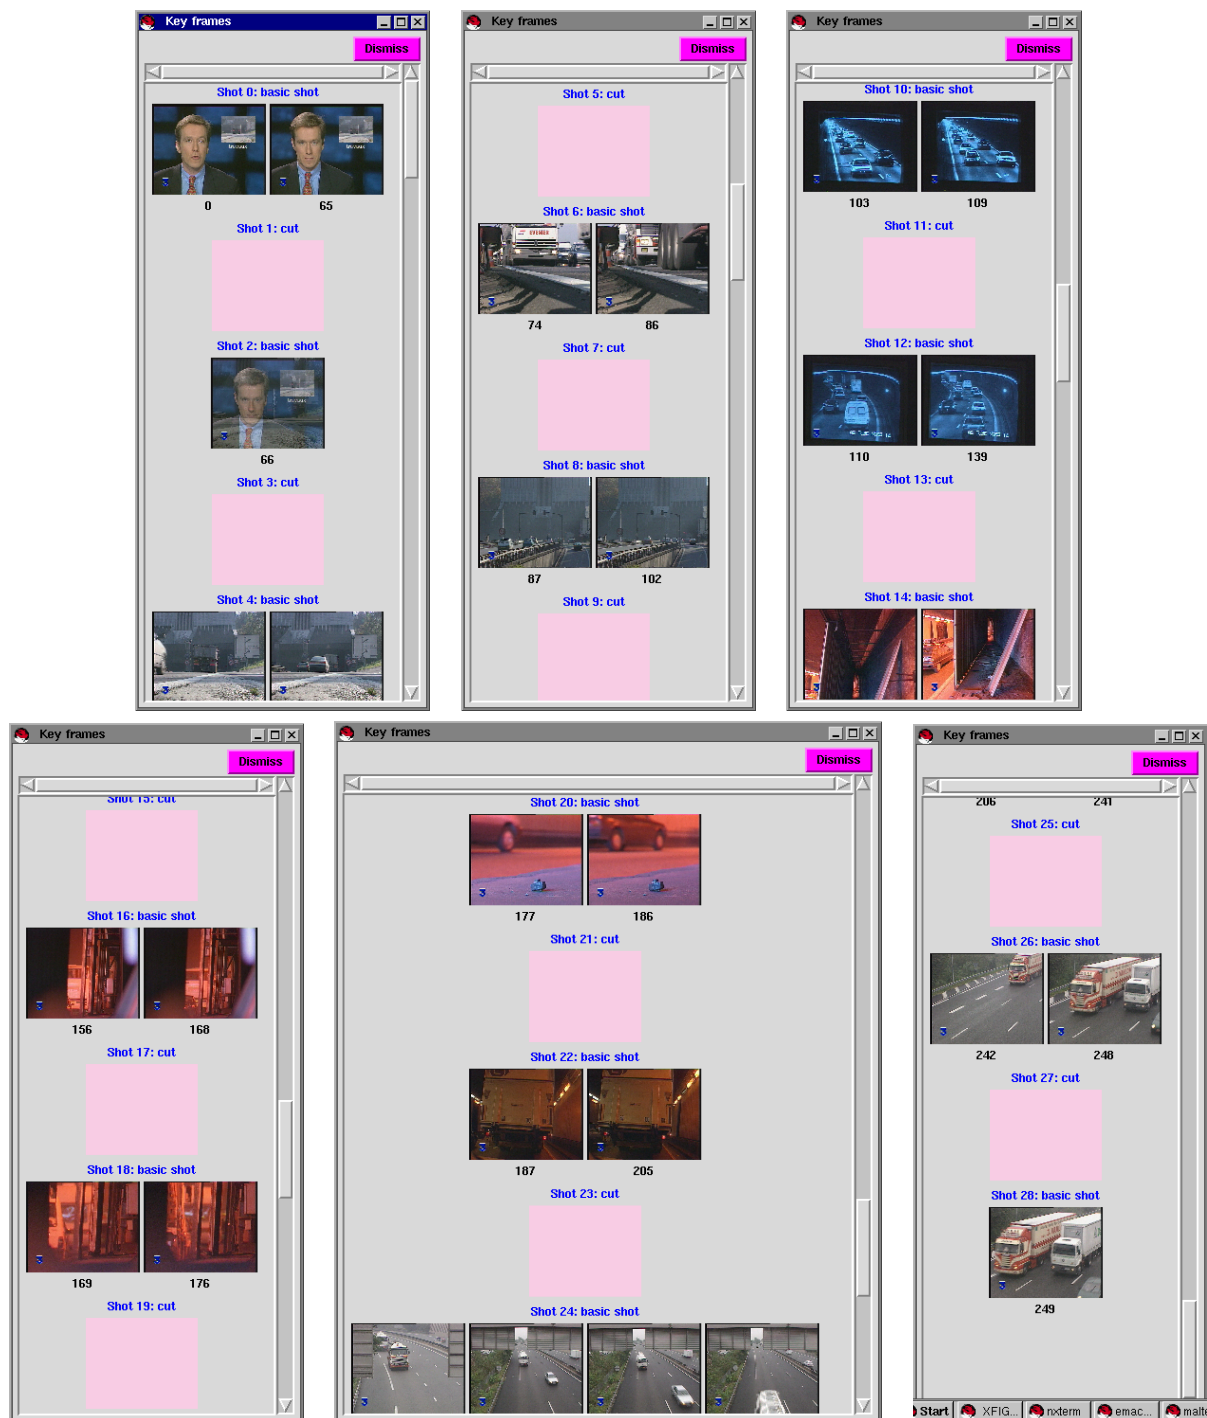 Key frames
Dismiss
Shot 0: basic shot
0 65
Shot 1: cut
Shot 2: basic shot
66
Shot 3: cut
Shot 4: basic shot
Key frames
Dismiss
Shot 5: cut
Shot 6: basic shot
74 86
Shot 7: cut
Shot 8: basic shot
87 102
Shot 9: cut
Key frames
Dismiss
Shot 10: basic shot
103 109
Shot 11: cut
Shot 12: basic shot
110 139
Shot 13: cut
Shot 14: basic shot
Key frames
Dismiss
Shot 15: cut
Shot 16: basic shot
156 168
Shot 17: cut
Shot 18: basic shot
169 176
Shot 19: cut
Key frames
Dismiss
Shot 20: basic shot
177 186
Shot 21: cut
Shot 22: basic shot
187 205
Shot 23: cut
Shot 24: basic shot
Key frames
Dismiss
206 241
Shot 25: cut
Shot 26: basic shot
242 248
Shot 27: cut
Shot 28: basic shot
249
Start XFIG... nxterm emac... malte